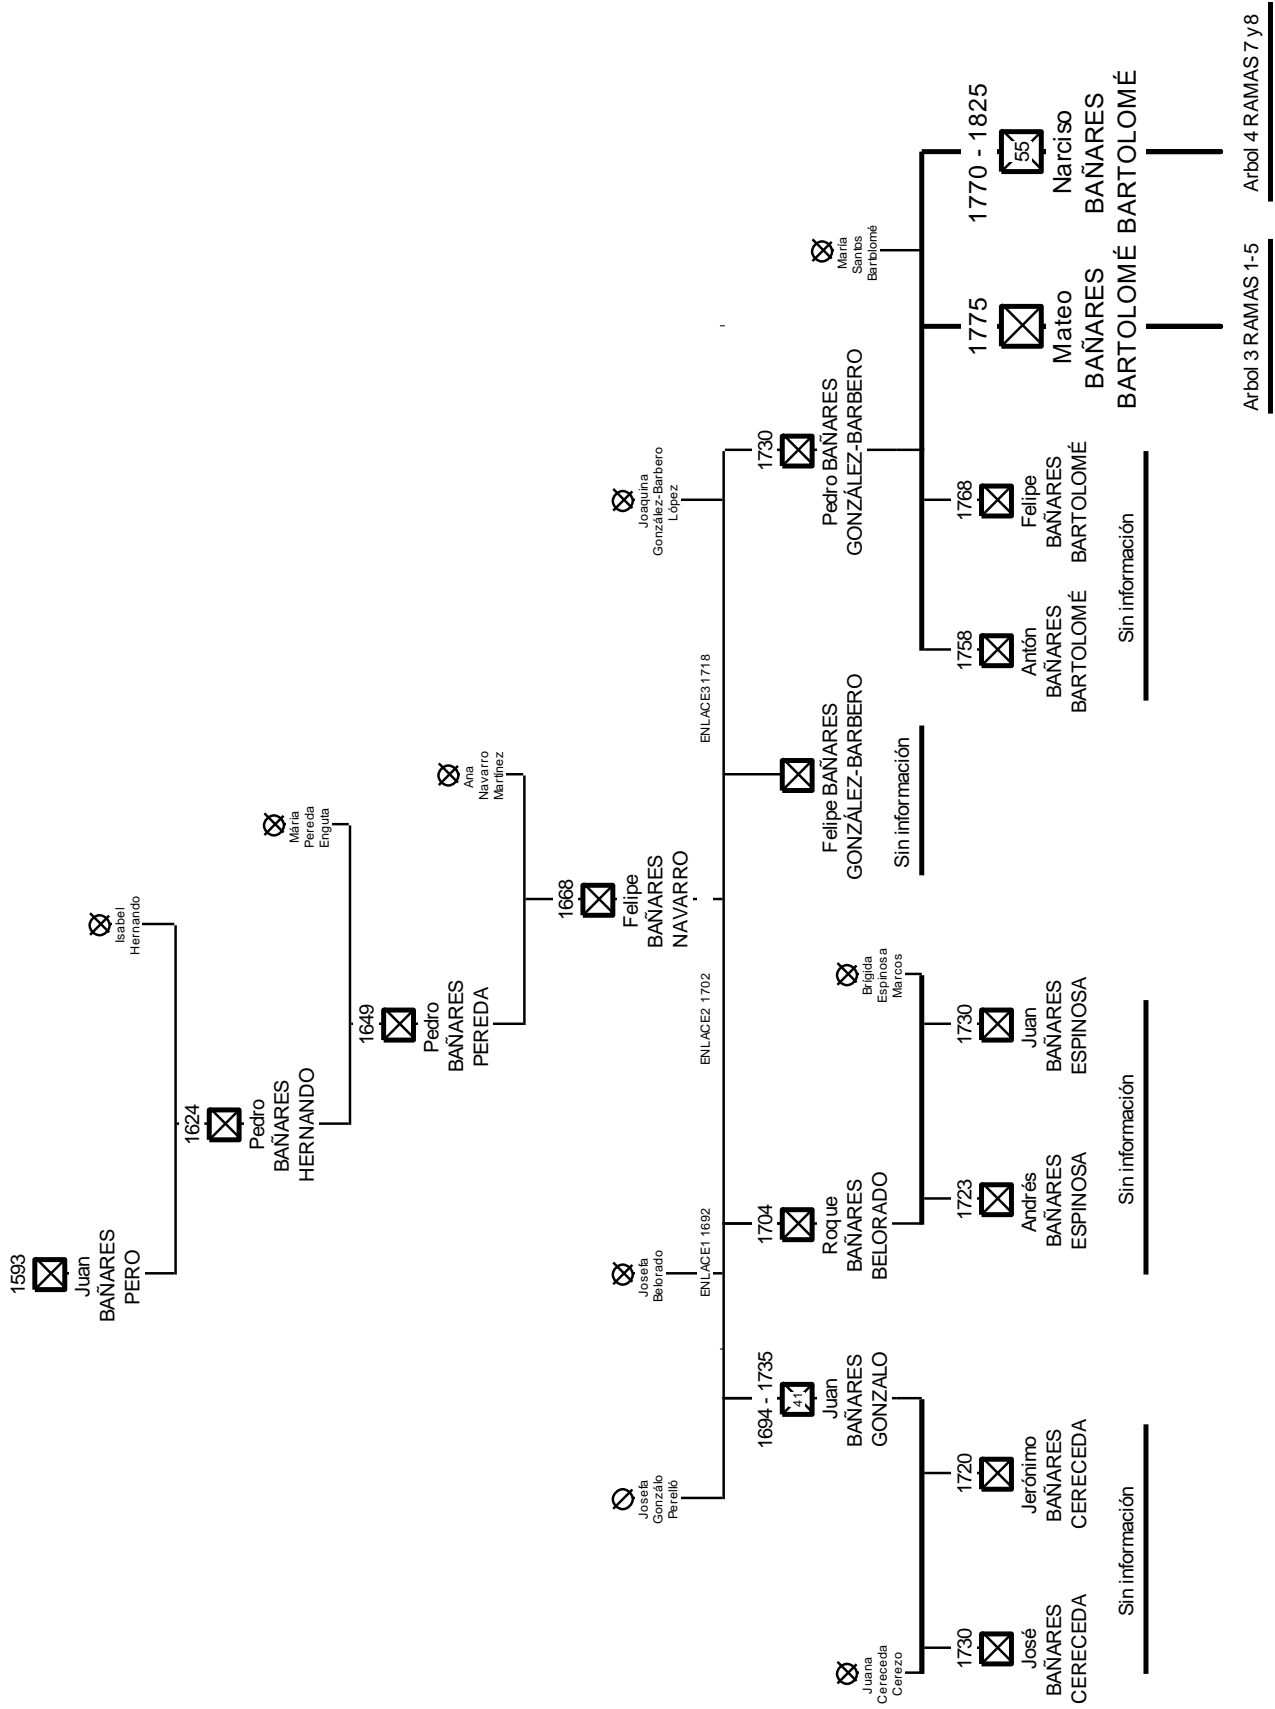 1593
Juan
BAÑARES
PERO
Isabel
Hernando
1624
Pedro
BAÑARES
HERNANDO
Mária
Pereda
Enguta
1649
Pedro
BAÑARES
PEREDA
Ana
Navarro
Martínez
1668
Felipe
BAÑARES
NAVARRO
Josefa
Gonzálo
Perelló
Josefa
Belorado
Joaquina
González-Barbero
López
ENLACE1 1692
ENLACE2 1702
ENLACE3 1718
1694 - 1735
41
Juan
BAÑARES
GONZALO
1704
Roque
BAÑARES
BELORADO
Felipe BAÑARES
GONZÁLEZ-BARBERO
Sin información
1730
Pedro BAÑARES
GONZÁLEZ-BARBERO
Juana
Cereceda
Cerezo
Brígida
Espinosa
Marcos
María
Santos
Bartolomé
1730
José
BAÑARES
CERECEDA
1720
Jerónimo
BAÑARES
CERECEDA
Sin información
1723
Andrés
BAÑARES
ESPINOSA
1730
Juan
BAÑARES
ESPINOSA
Sin información
1758
Antón
BAÑARES
BARTOLOMÉ
1768
Felipe
BAÑARES
BARTOLOMÉ
Sin información
1775
Mateo
BAÑARES
BARTOLOMÉ
1770 - 1825
55
Narciso
BAÑARES
BARTOLOMÉ
Arbol 3 RAMAS 1-5
Arbol 4 RAMAS 7 y 8